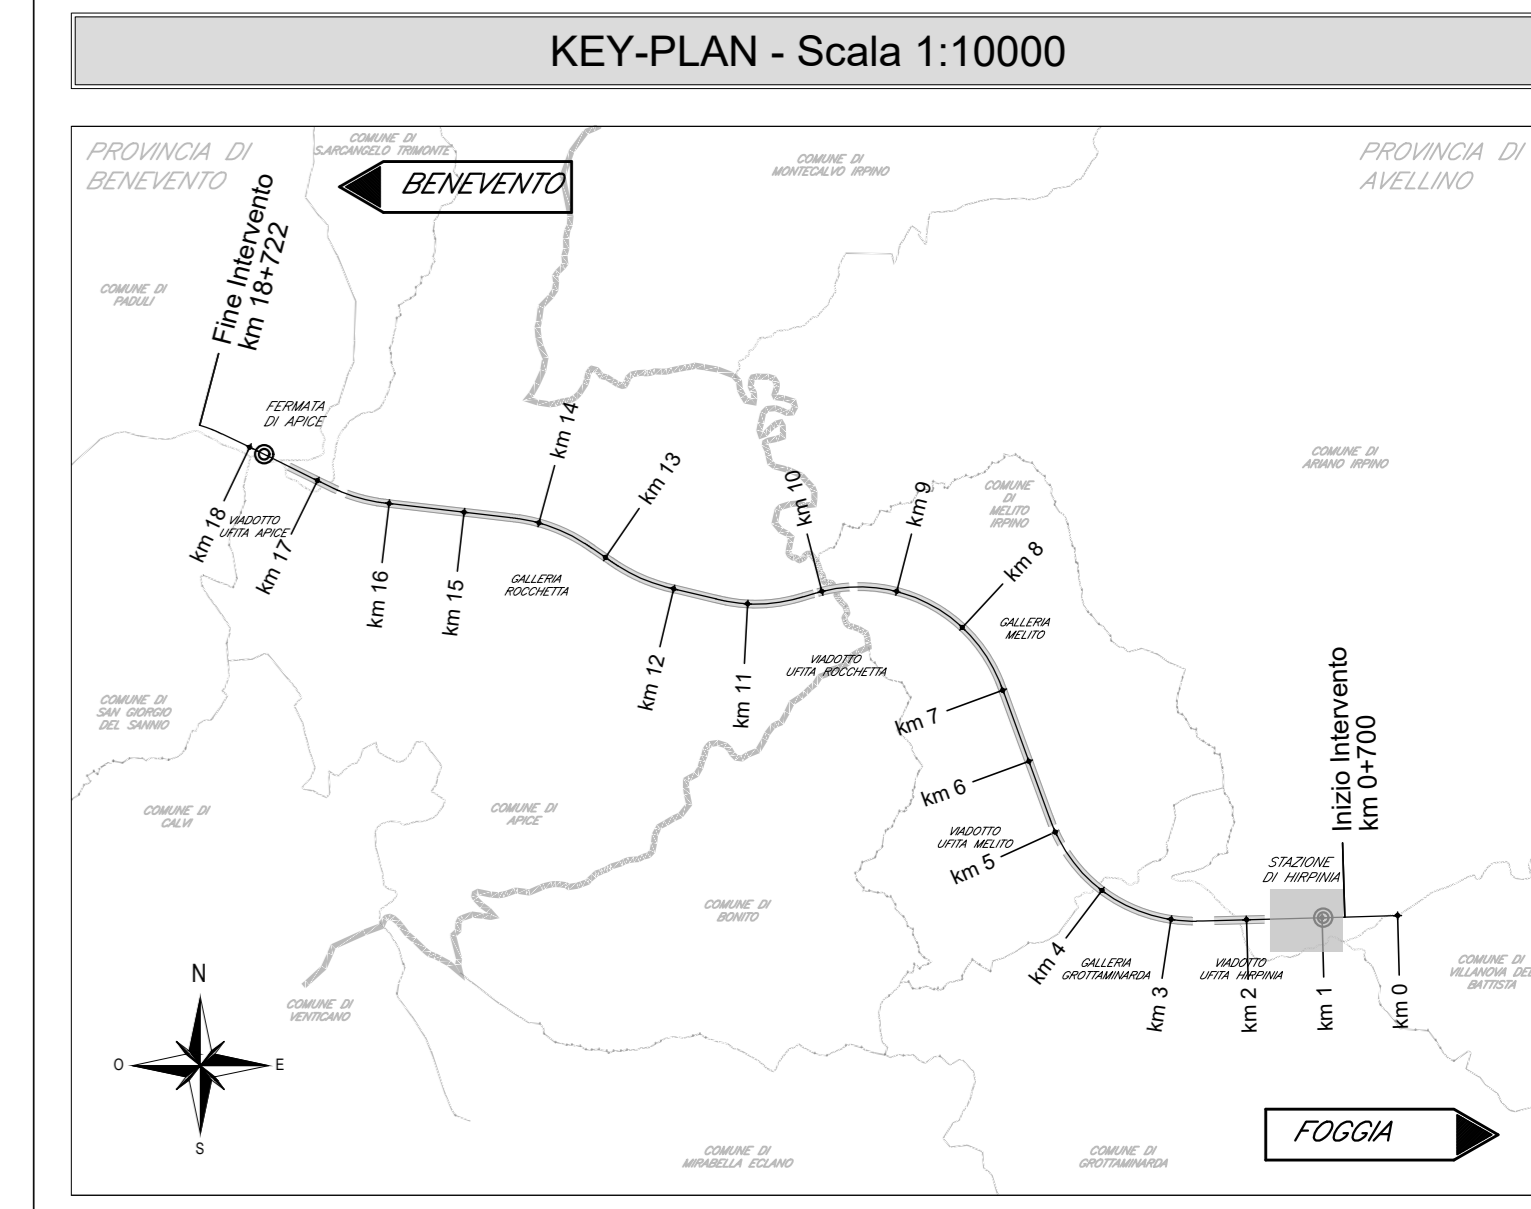 KEY-PLAN - Scala 1:10000
PROVINCIA DI
BENEVENTO
COMUNE DI
S.ARCANGELO TRIMONTE
BENEVENTO
COMUNE DI
MONTECALVO IRPINO
PROVINCIA DI
AVELLINO
COMUNE DI
PADULI
Fine Intervento
km 18+722
FERMATA
DI APICE
km 14
km 13
km 10
km 9
COMUNE
DI
MELITO
IRPINO
COMUNE DI
ARIANO IRPINO
km 18
VIADOTTO
UFITA APICE
km 17
km 16
km 15
GALLERIA
ROCCHETTA
km 8
GALLERIA
MELITO
km 12
km 11
VIADOTTO
UFITA ROCCHETTA
km 7
COMUNE DI
SAN GIORGIO
DEL SANNIO
Inizio Intervento
km 0+700
km 6
COMUNE DI
CALVI
COMUNE DI
APICE
VIADOTTO
UFITA MELITO
km 5
STAZIONE
DI HIRPINIA
COMUNE DI
BONITO
km 4
GALLERIA
GROTTAMINARDA
km 3
VIADOTTO
UFITA HIRPINIA
km 2
km 1
km 0
COMUNE DI
VILLANOVA DEL
BATTISTA
COMUNE DI
VENTICANO
N
O
E
S
FOGGIA
COMUNE DI
MIRABELLA ECLANO
COMUNE DI
GROTTAMINARDA